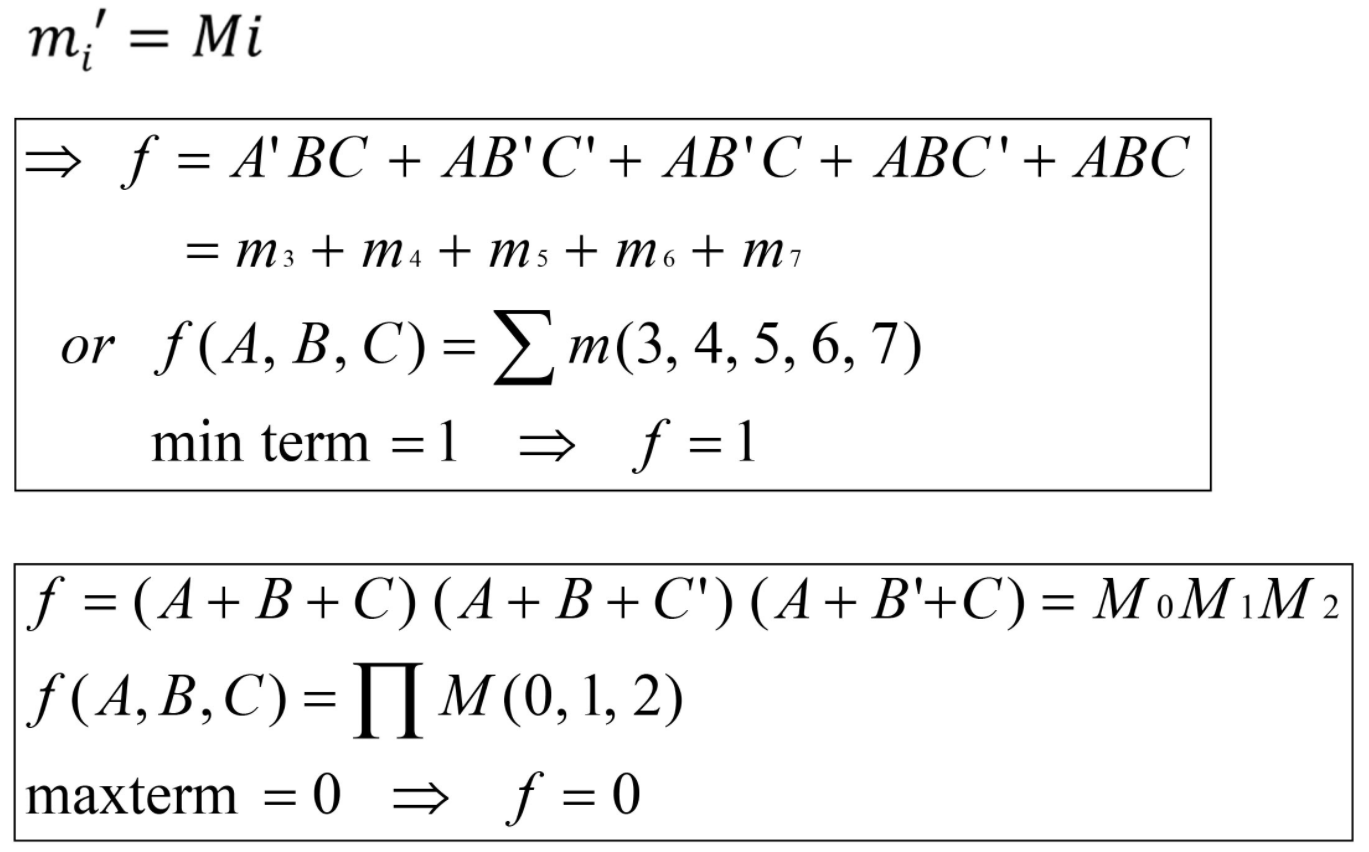 mᵢ′ = Mi
⇒ f = A'BC + AB'C' + AB'C + ABC' + ABC
= m₃ + m₄ + m₅ + m₆ + m₇
or f(A, B, C) = ∑ m(3, 4, 5, 6, 7)
min term = 1 ⇒ f = 1
f = (A + B + C) (A + B + C') (A + B'+C) = M₀M₁M₂
f(A, B, C) = ∏ M(0, 1, 2)
maxterm = 0 ⇒ f = 0